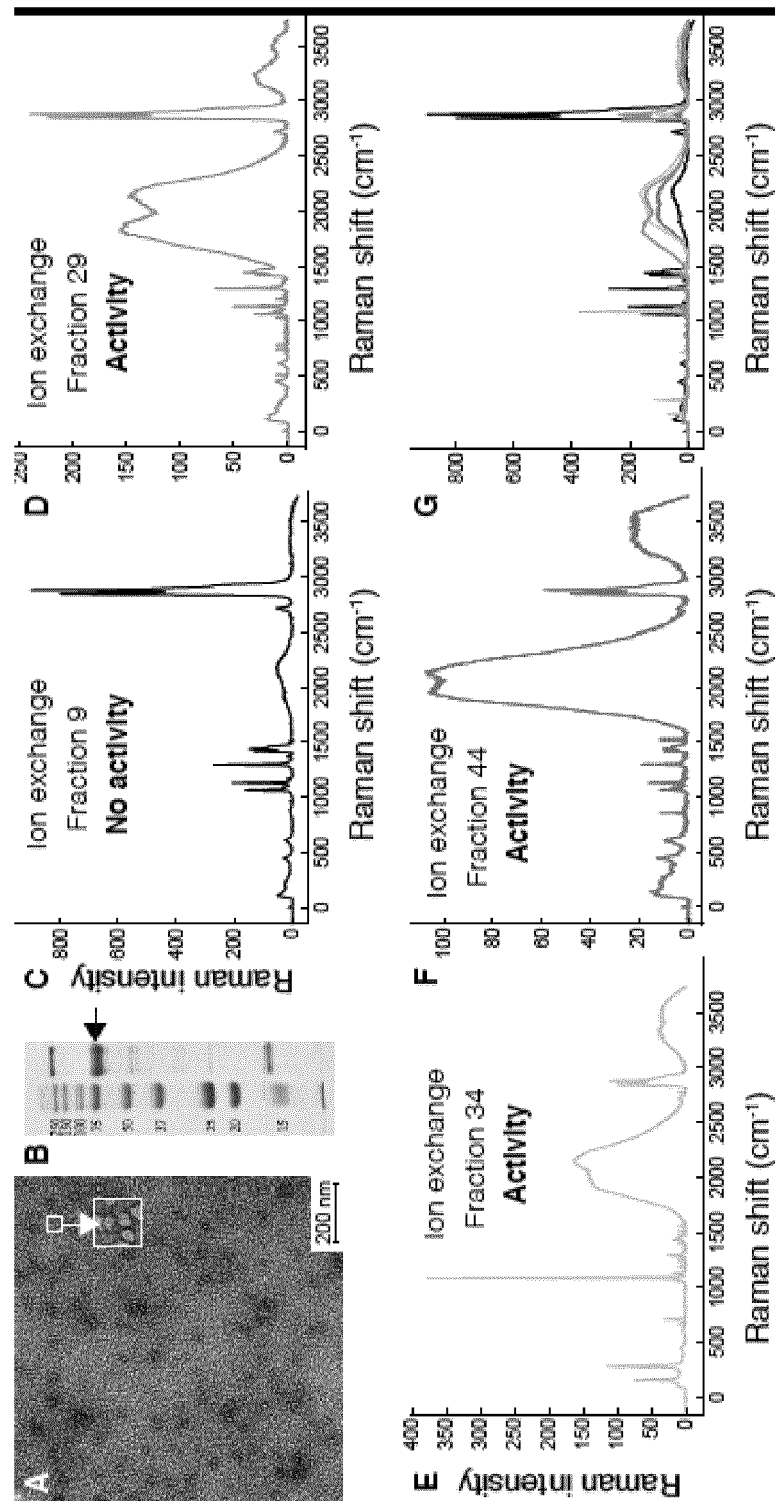 A
200 nm
B
75
50
37
25
20
15
C
Raman intensity
800
600
400
200
0
Ion exchange
Fraction 9
No activity
0 500 1000 1500 2000 2500 3000 3500
Raman shift (cm⁻¹)
D
250
200
150
100
50
0
Ion exchange
Fraction 29
Activity
0 500 1000 1500 2000 2500 3000 3500
Raman shift (cm⁻¹)
E
Raman intensity
400
350
300
250
200
150
100
50
0
Ion exchange
Fraction 34
Activity
0 500 1000 1500 2000 2500 3000 3500
Raman shift (cm⁻¹)
F
100
80
60
40
20
0
Ion exchange
Fraction 44
Activity
0 500 1000 1500 2000 2500 3000 3500
Raman shift (cm⁻¹)
G
800
600
400
200
0
0 500 1000 1500 2000 2500 3000 3500
Raman shift (cm⁻¹)